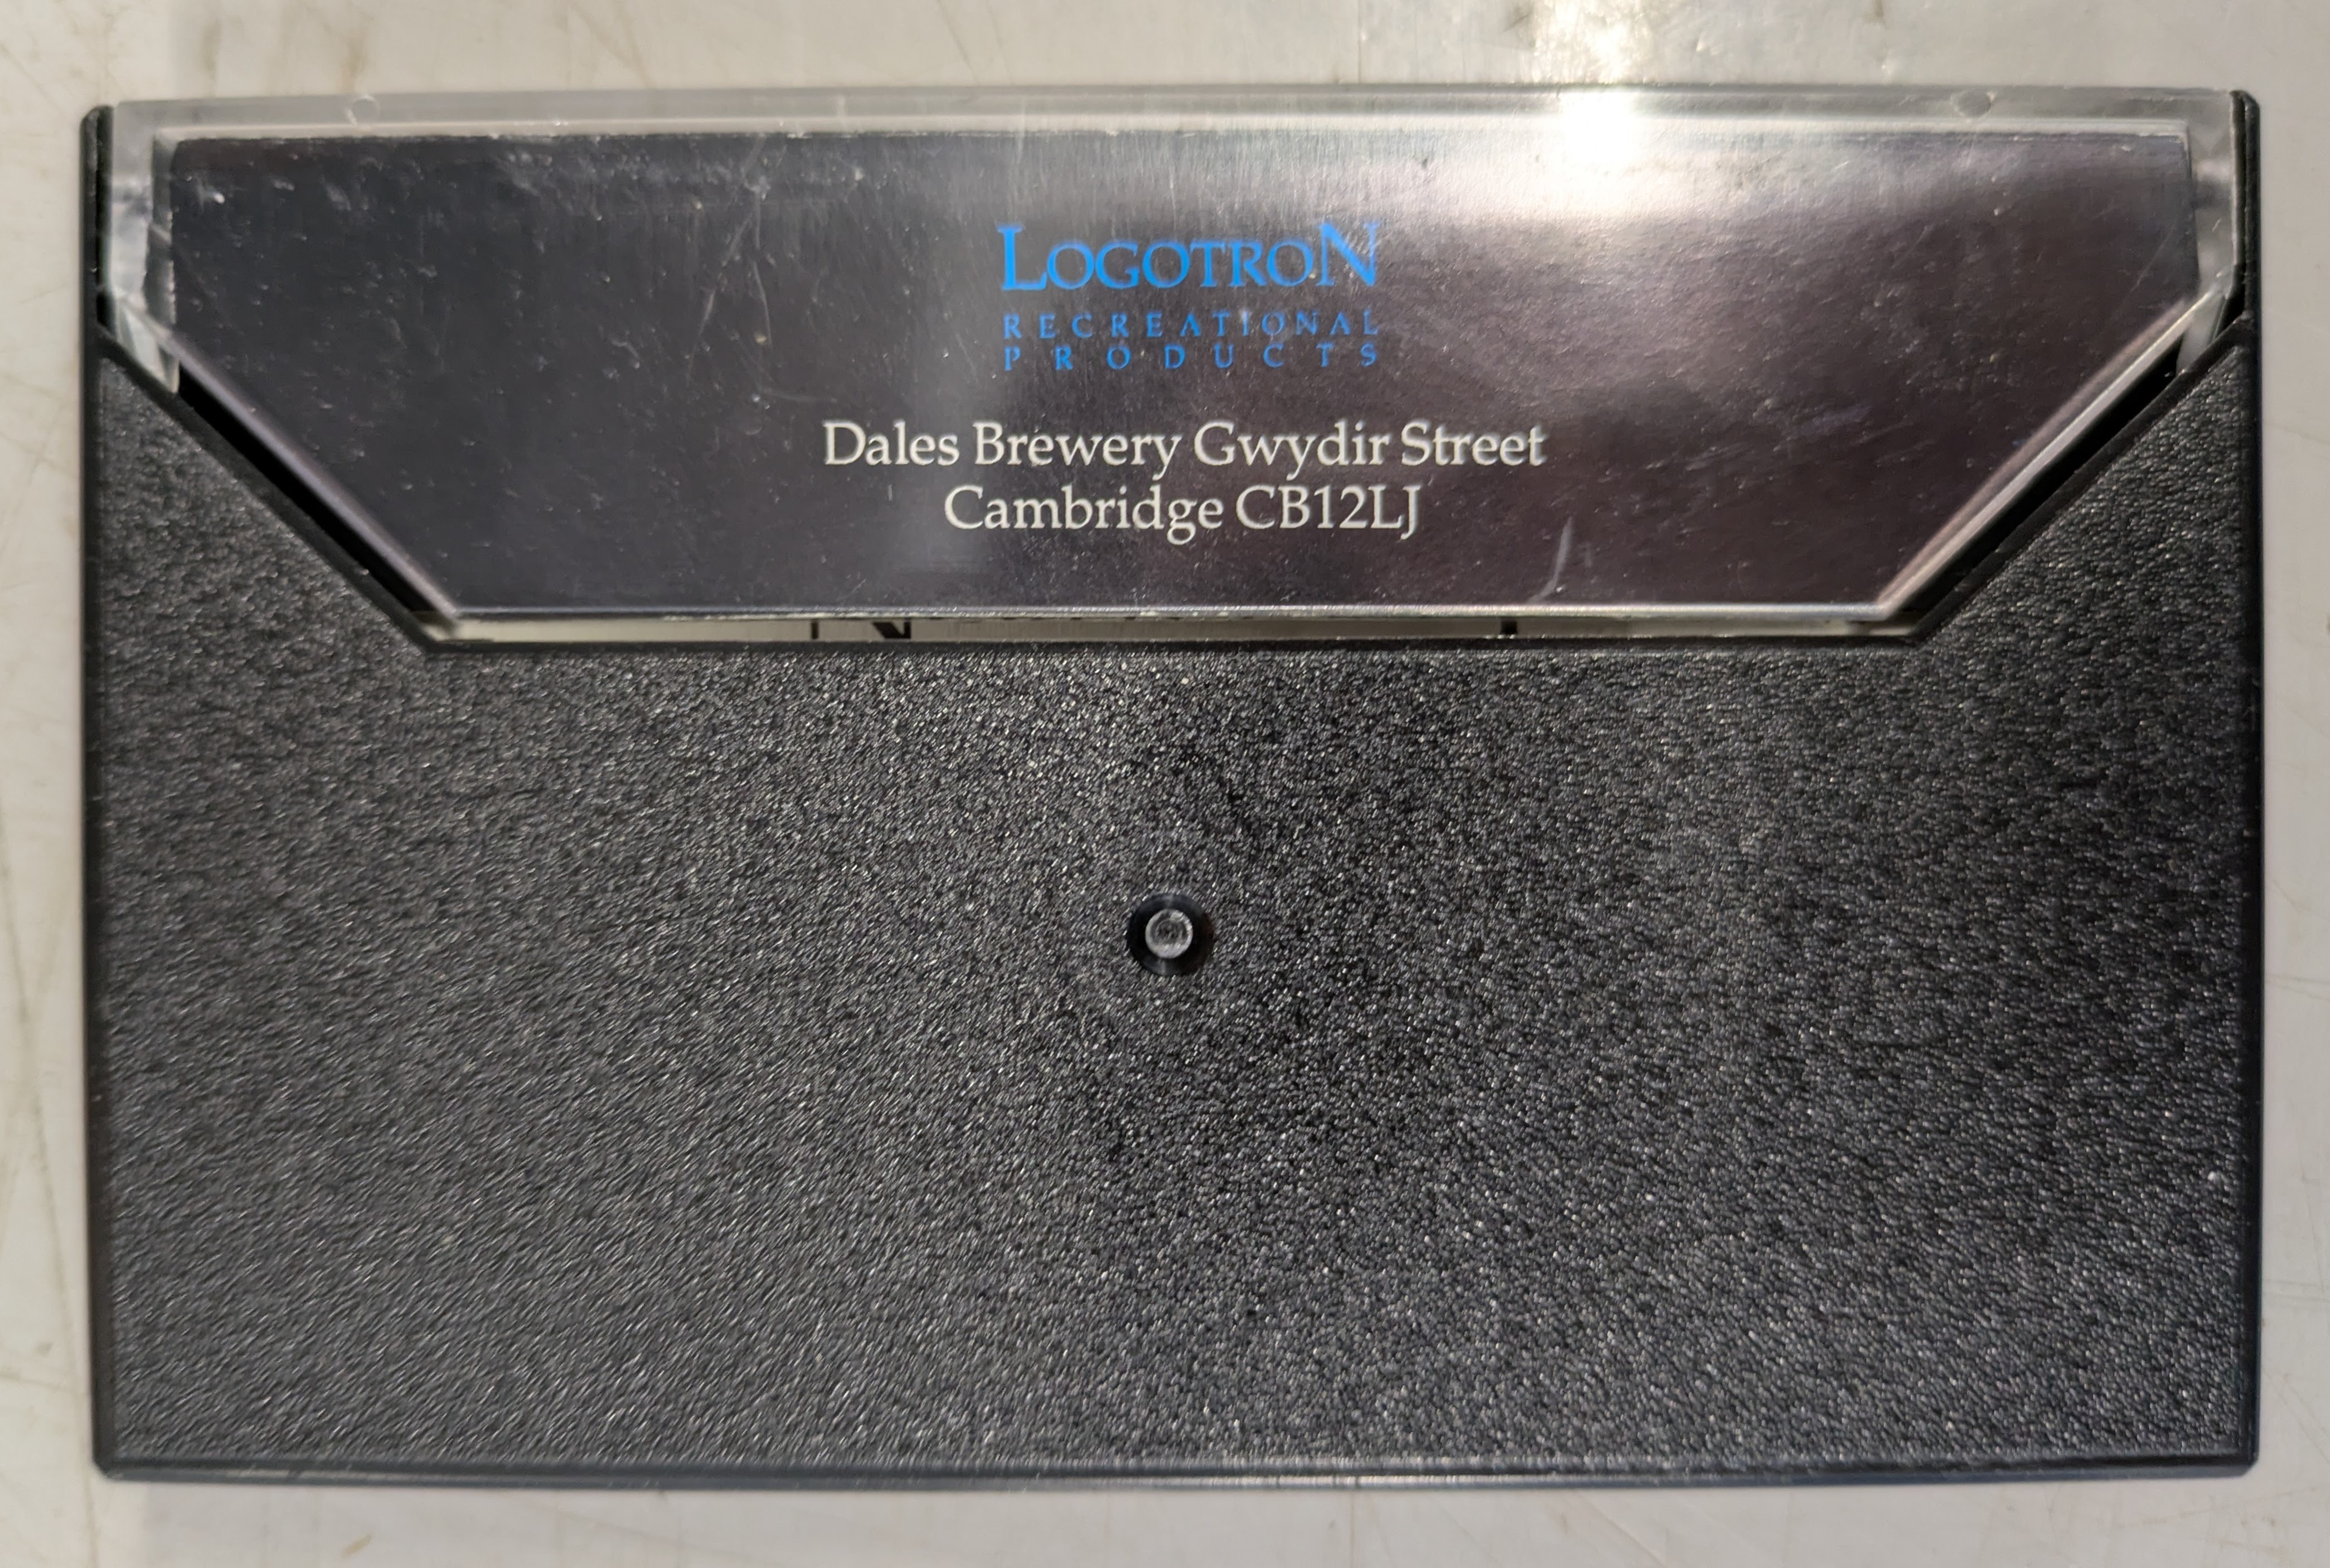 LOGOTRON
RECREATIONAL
PRODUCTS
Dales Brewery Gwydir Street
Cambridge CB12LJ